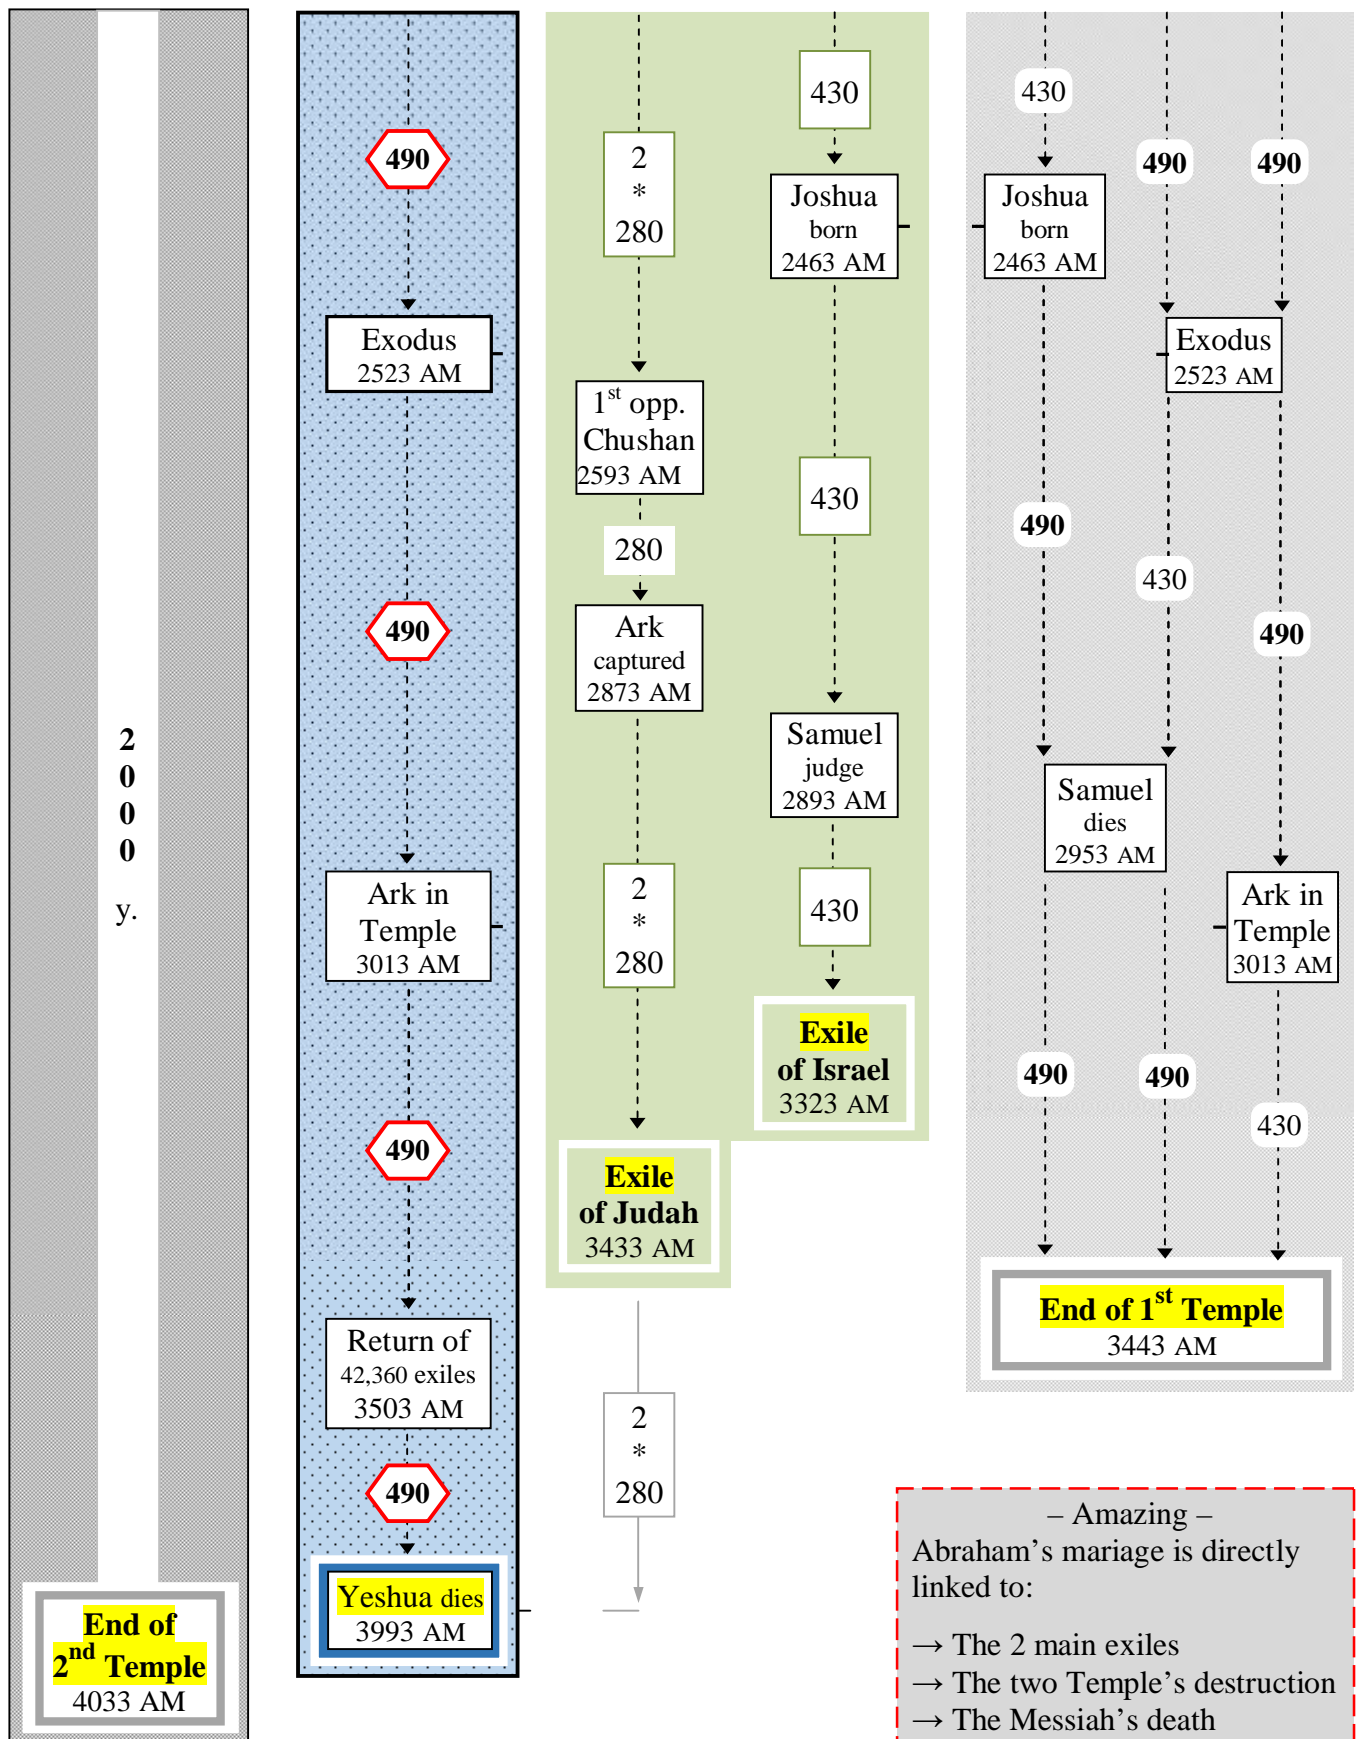 2
0
0
0
y.
End of
2nd Temple
4033 AM
490
Exodus
2523 AM
490
Ark in
Temple
3013 AM
490
Return of
42,360 exiles
3503 AM
490
Yeshua dies
3993 AM
2
*
280
1st opp.
Chushan
2593 AM
280
Ark
captured
2873 AM
2
*
280
Exile
of Judah
3433 AM
2
*
280
430
Joshua
born
2463 AM
430
Samuel
judge
2893 AM
430
Exile
of Israel
3323 AM
430
Joshua
born
2463 AM
490
490
Exodus
2523 AM
490
430
490
Samuel
dies
2953 AM
Ark in
Temple
3013 AM
490
490
430
End of 1st Temple
3443 AM
– Amazing –
Abraham's mariage is directly
linked to:
→ The 2 main exiles
→ The two Temple's destruction
→ The Messiah's death